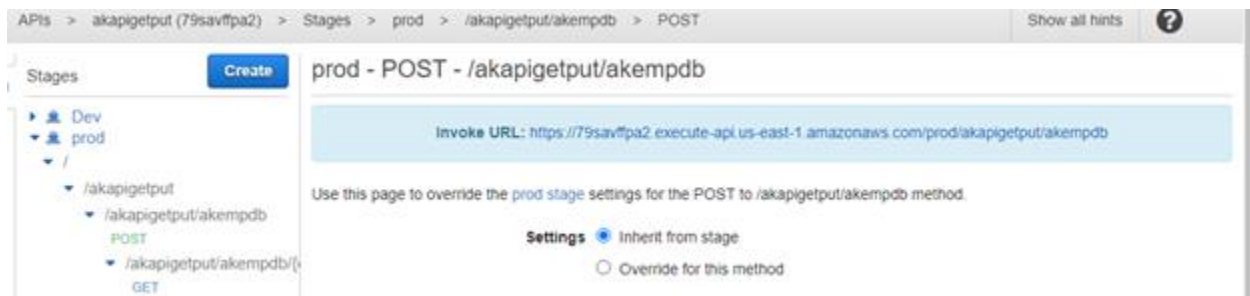 APIs > akapigetput (79savffpa2) > Stages > prod > /akapigetput/akempdb > POST
Show all hints
?
Stages
Create
prod - POST - /akapigetput/akempdb
Dev
prod
/
/akapigetput
/akapigetput/akempdb
POST
/akapigetput/akempdb/{
GET
Invoke URL: https://79savffpa2.execute-api.us-east-1.amazonaws.com/prod/akapigetput/akempdb
Use this page to override the prod stage settings for the POST to /akapigetput/akempdb method.
Settings Inherit from stage
Override for this method